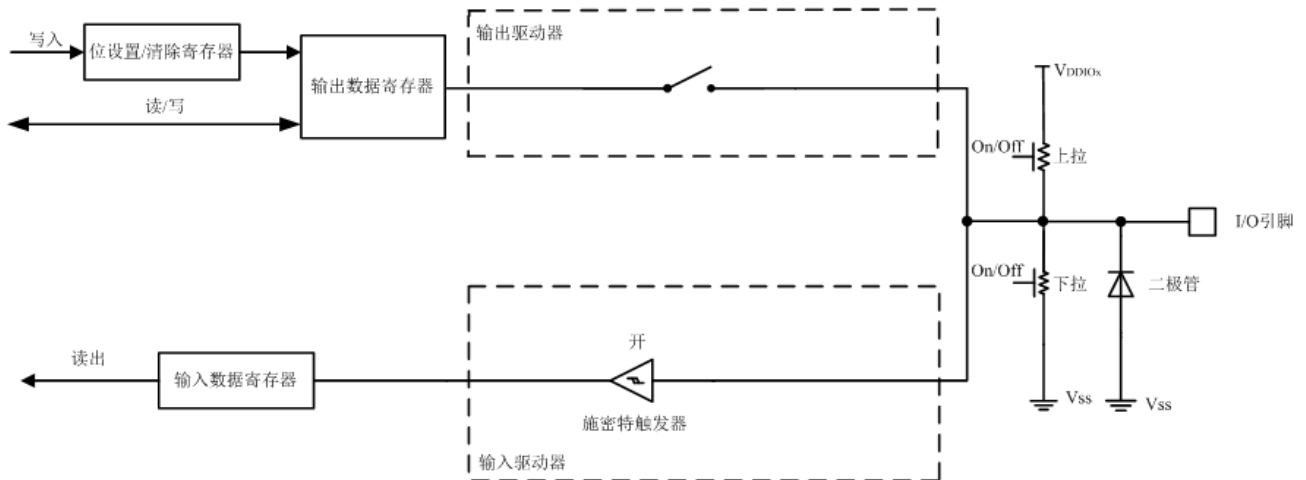 写入
位设置/清除寄存器
读/写
输出数据寄存器
输出驱动器
VDDIOx
On/Off
上拉
I/O引脚
On/Off
下拉
二极管
Vss
Vss
读出
输入数据寄存器
开
施密特触发器
输入驱动器